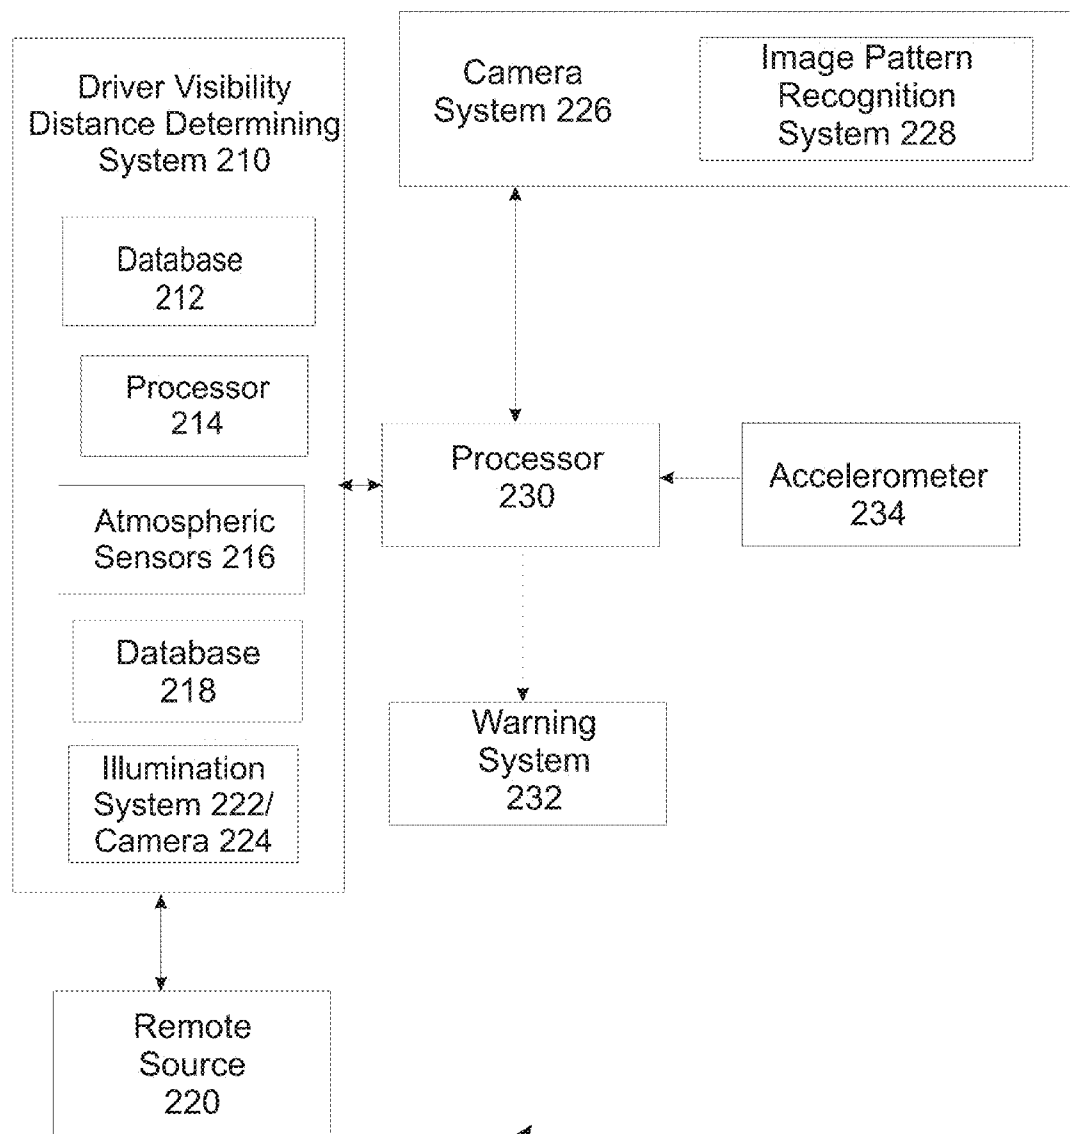 Driver Visibility
Distance Determining
System 210
Database
212
Processor
214
Atmospheric
Sensors 216
Database
218
Illumination
System 222/
Camera 224
Remote
Source
220
Camera
System 226
Image Pattern
Recognition
System 228
Processor
230
Accelerometer
234
Warning
System
232